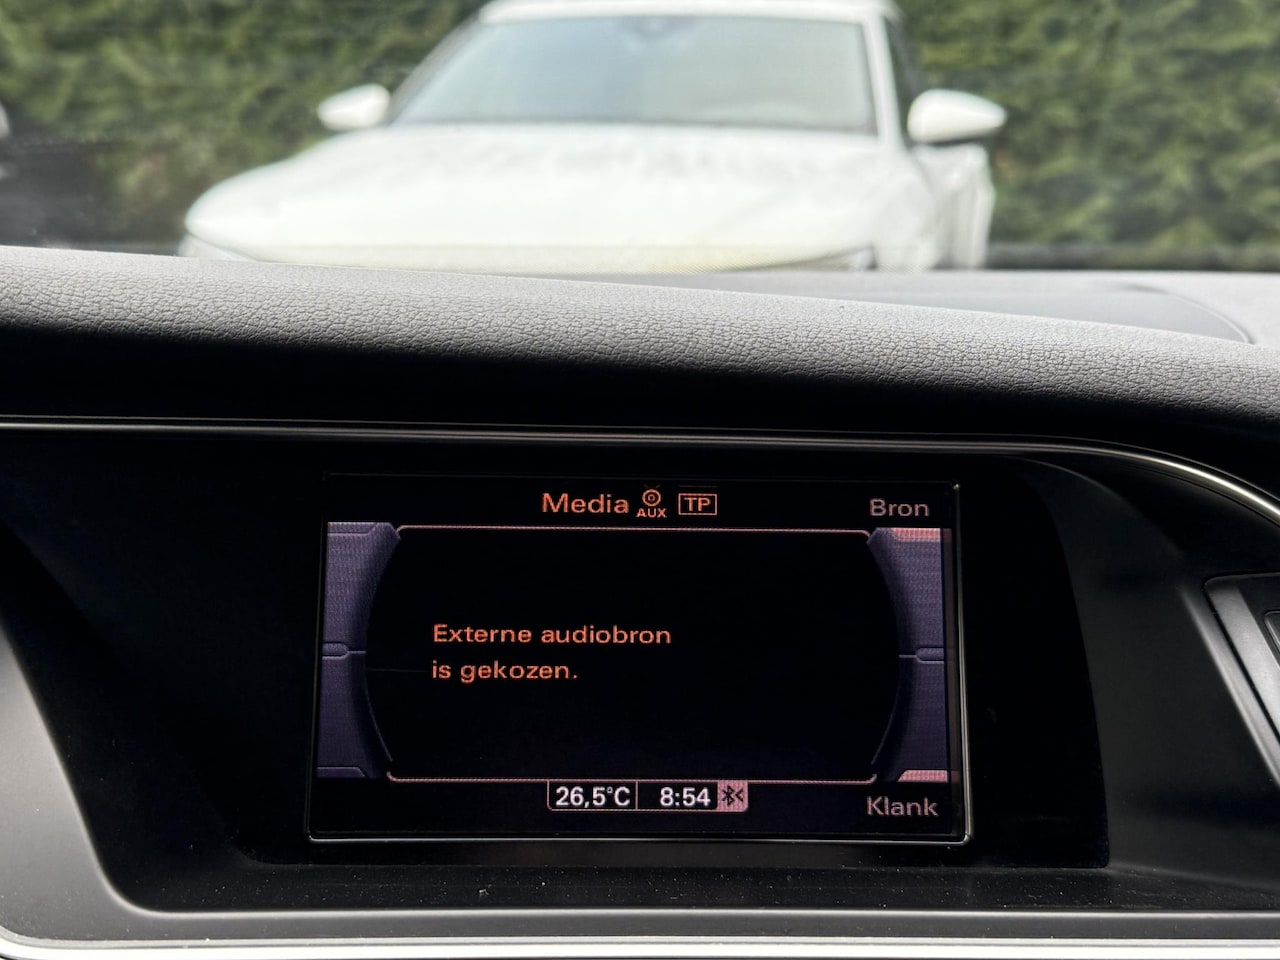 Media AUX TP
Bron
Externe audiobron
is gekozen.
26,5°C 8:54
Klank